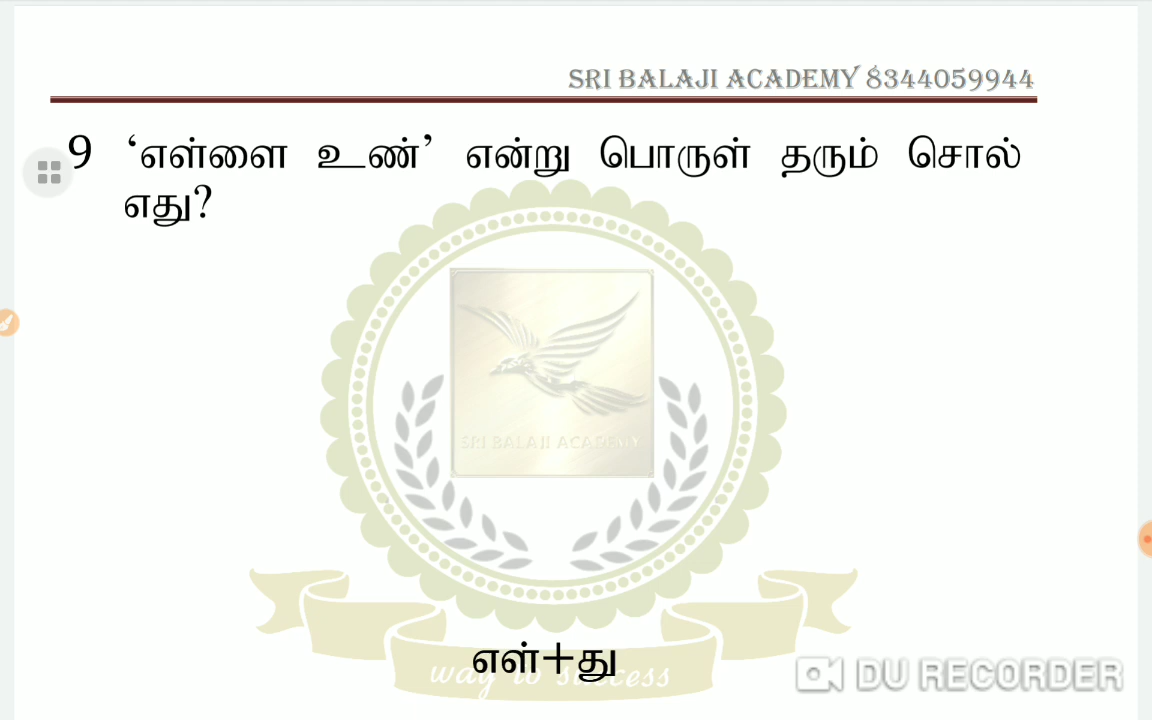 SRI BALAJI ACADEMY 8344059944
9 ‘எள்ளை உண்’ என்று பொருள் தரும் சொல்
எது?
SRI BALAJI ACADEMY
எள்+து
way to success
DU RECORDER